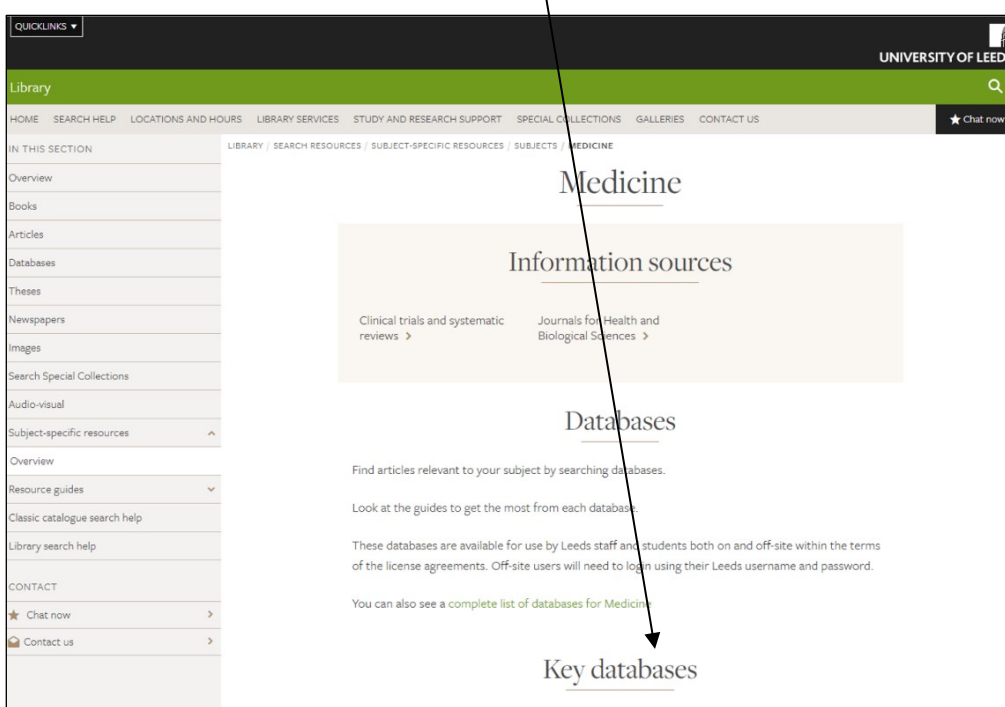 QUICKLINKS ▼
UNIVERSITY OF LEED
Library
HOME SEARCH HELP LOCATIONS AND HOURS LIBRARY SERVICES STUDY AND RESEARCH SUPPORT SPECIAL COLLECTIONS GALLERIES CONTACT US
★ Chat now
IN THIS SECTION
Overview
Books
Articles
Databases
Theses
Newspapers
Images
Search Special Collections
Audio-visual
Subject-specific resources
Overview
Resource guides
Classic catalogue search help
Library search help
CONTACT
★ Chat now >
Contact us >
LIBRARY / SEARCH RESOURCES / SUBJECT-SPECIFIC RESOURCES / SUBJECTS / MEDICINE
Medicine
Information sources
Clinical trials and systematic
reviews >
Journals for Health and
Biological Sciences >
Databases
Find articles relevant to your subject by searching databases.
Look at the guides to get the most from each database.
These databases are available for use by Leeds staff and students both on and off-site within the terms
of the license agreements. Off-site users will need to login using their Leeds username and password.
You can also see a complete list of databases for Medicine
Key databases